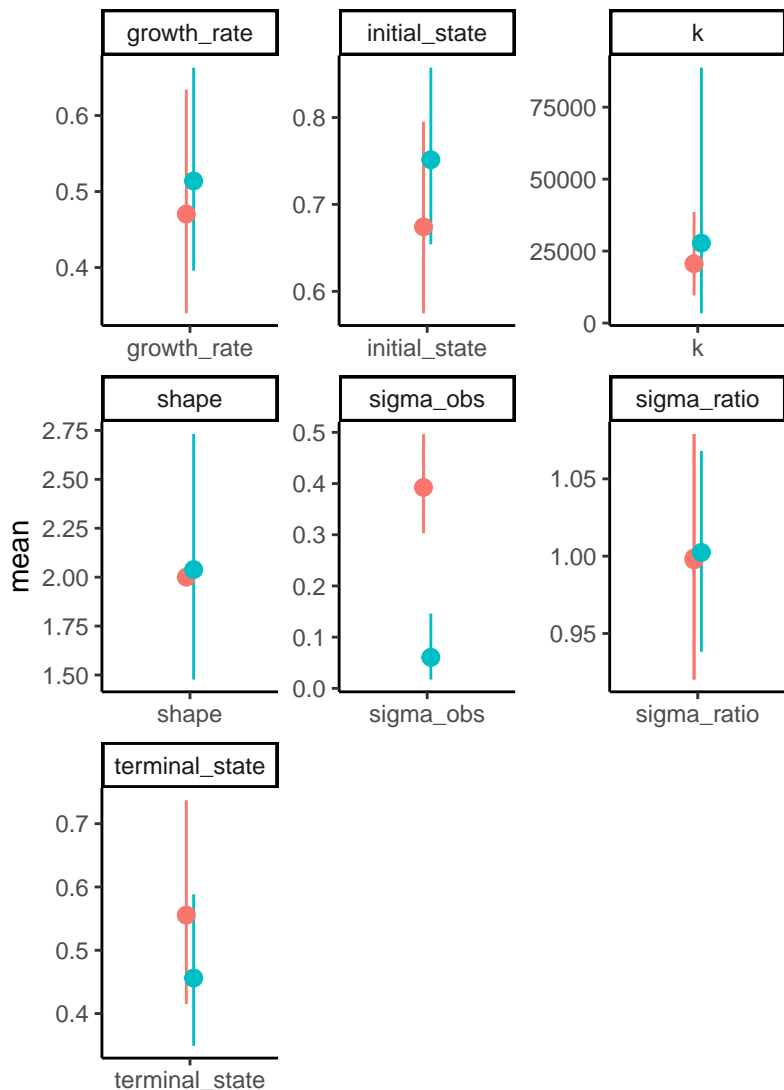 growth_rate
initial_state
k
0.6
0.5
0.4
0.8
0.7
0.6
75000
50000
25000
0
growth_rate
initial_state
k
shape
sigma_obs
sigma_ratio
mean
2.75
2.50
2.25
2.00
1.75
1.50
0.5
0.4
0.3
0.2
0.1
0.0
1.05
1.00
0.95
shape
sigma_obs
sigma_ratio
terminal_state
0.7
0.6
0.5
0.4
terminal_state